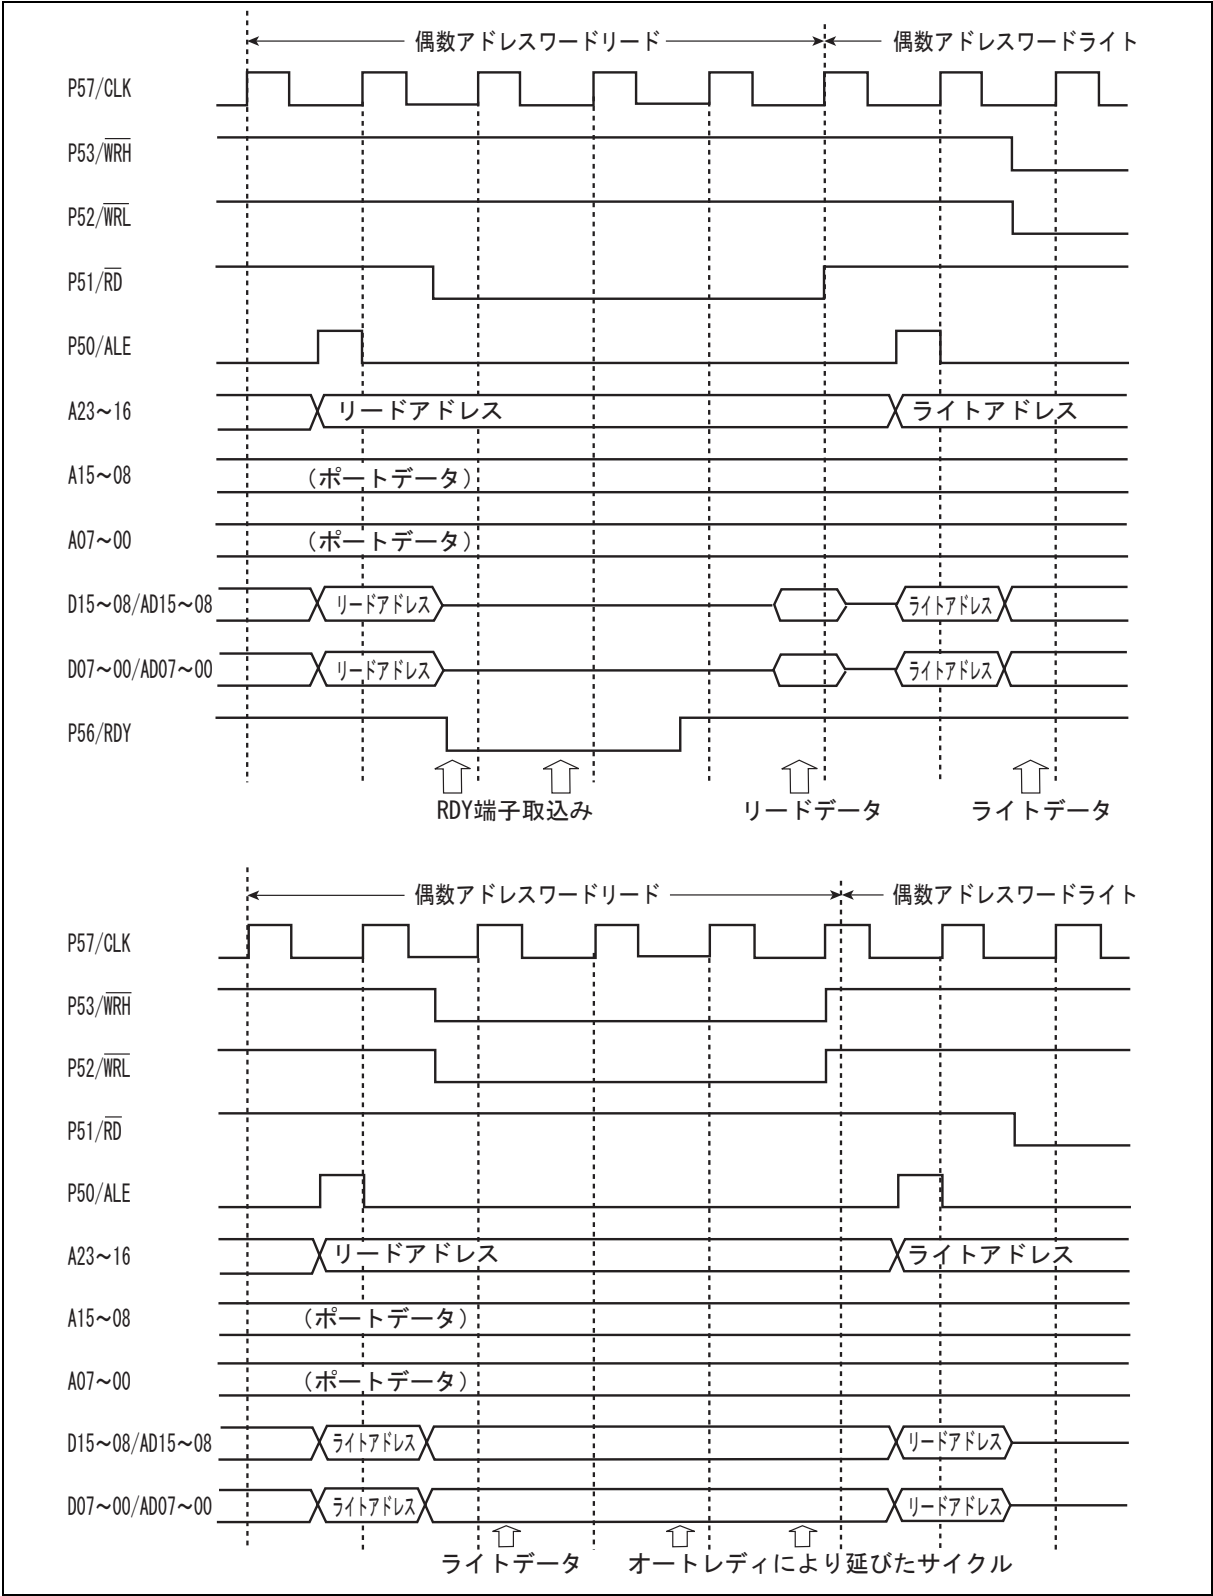 偶数アドレスワードリード 偶数アドレスワードライト
P57/CLK
P53/WRH
P52/WRL
P51/RD
P50/ALE
A23～16 リードアドレス ライトアドレス
A15～08 (ポートデータ)
A07～00 (ポートデータ)
D15～08/AD15～08 リードアドレス ライトアドレス
D07～00/AD07～00 リードアドレス ライトアドレス
P56/RDY
RDY端子取込み リードデータ ライトデータ
偶数アドレスワードリード 偶数アドレスワードライト
P57/CLK
P53/WRH
P52/WRL
P51/RD
P50/ALE
A23～16 リードアドレス ライトアドレス
A15～08 (ポートデータ)
A07～00 (ポートデータ)
D15～08/AD15～08 ライトアドレス リードアドレス
D07～00/AD07～00 ライトアドレス リードアドレス
ライトデータ オートレディにより延びたサイクル